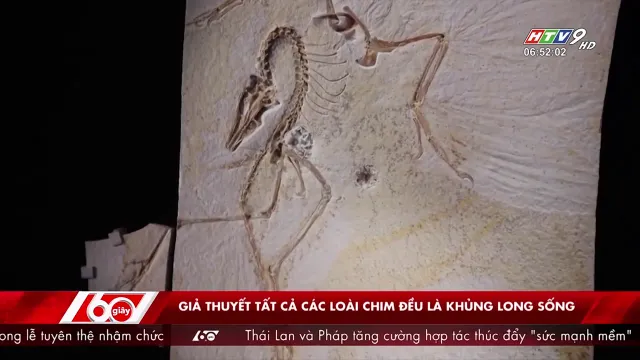 HTV9 HD
06:52:02
60 giây
GIẢ THUYẾT TẤT CẢ CÁC LOÀI CHIM ĐỀU LÀ KHỦNG LONG SỐNG
ong lễ tuyên thệ nhậm chức 60 Thái Lan và Pháp tăng cường hợp tác thúc đẩy "sức mạnh mềm"